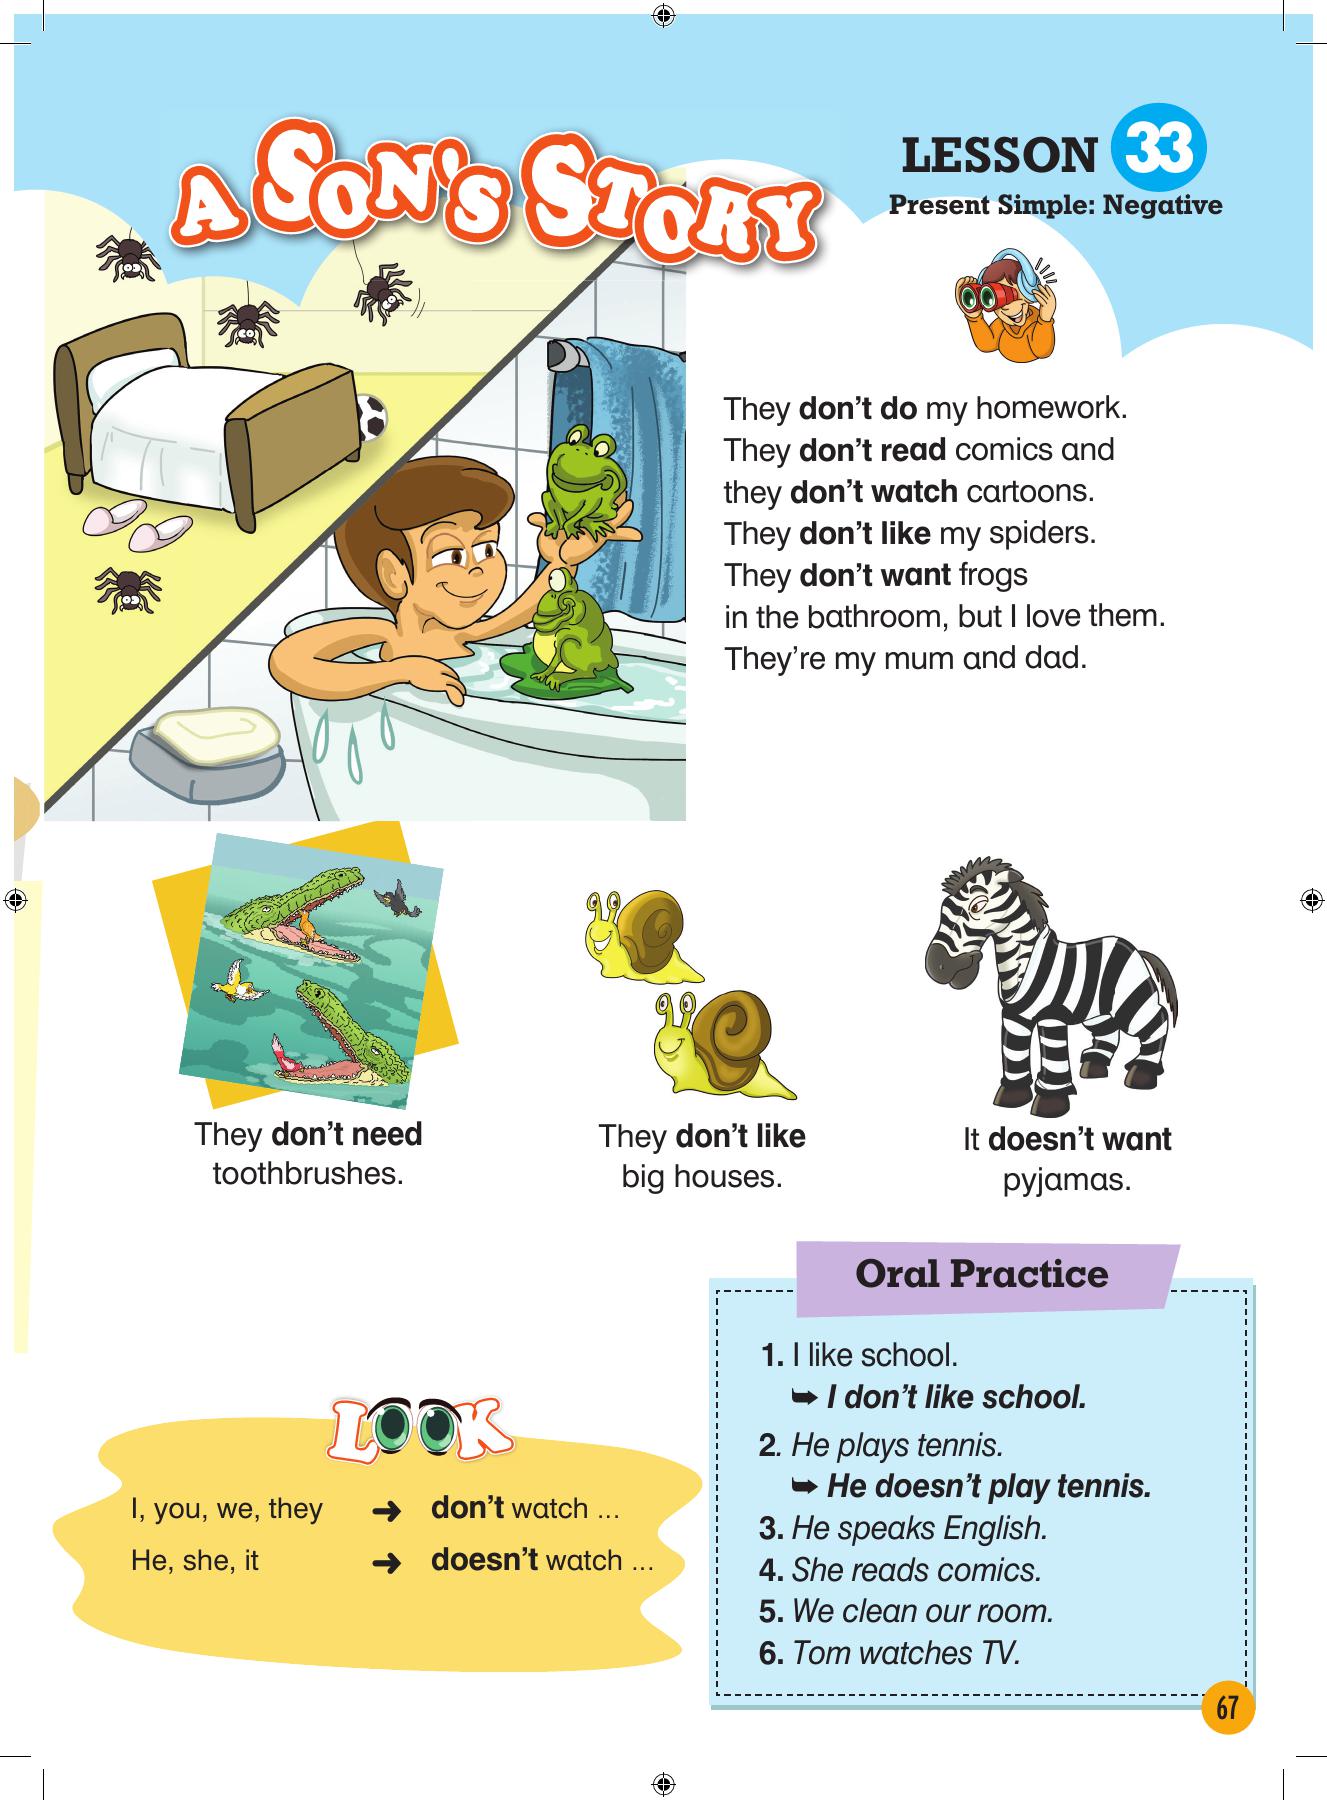 A SON'S STORY
LESSON 33
Present Simple: Negative
They don't do my homework.
They don't read comics and
they don't watch cartoons.
They don't like my spiders.
They don't want frogs
in the bathroom, but I love them.
They're my mum and dad.
They don't need
toothbrushes.
They don't like
big houses.
It doesn't want
pyjamas.
LOOK
I, you, we, they ➜ don't watch ...
He, she, it ➜ doesn't watch ...
Oral Practice
1. I like school.
➥ I don't like school.
2. He plays tennis.
➥ He doesn't play tennis.
3. He speaks English.
4. She reads comics.
5. We clean our room.
6. Tom watches TV.
67